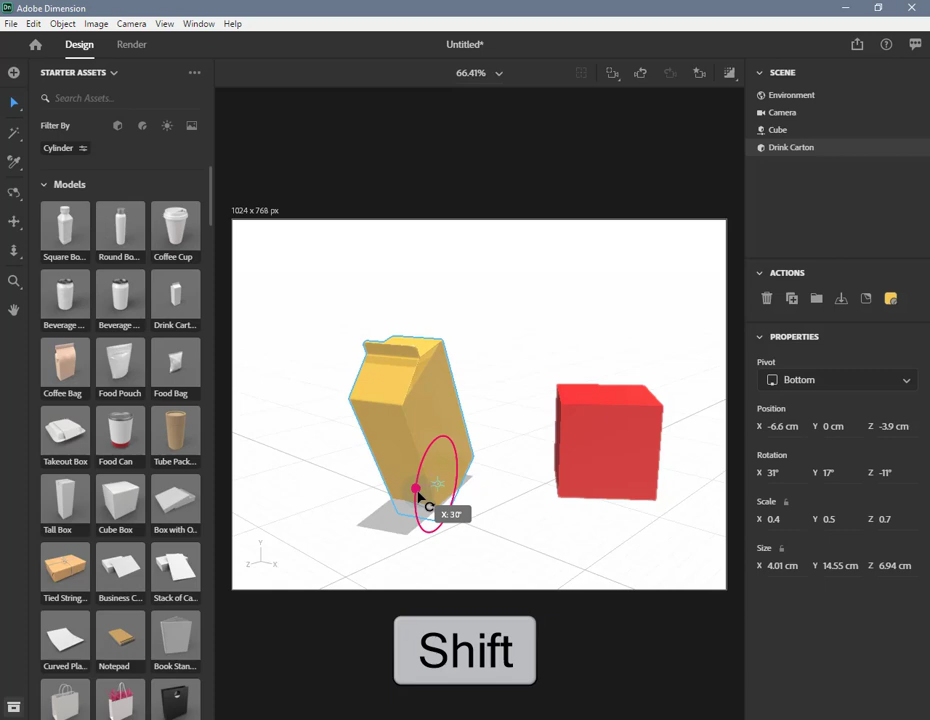 Dn Adobe Dimension
File Edit Object Image Camera View Window Help
Design Render Untitled*
STARTER ASSETS
66.41%
Search Assets...
Filter By
Cylinder
Models
Square Bo... Round Bo... Coffee Cup
Beverage ... Beverage ... Drink Cart...
Coffee Bag Food Pouch Food Bag
Takeout Box Food Can Tube Pack...
Tall Box Cube Box Box with O...
Tied String... Business C... Stack of Ca...
Curved Pla... Notepad Book Stan...
1024 x 768 px
X: 30°
Y
Z X
Shift
SCENE
Environment
Camera
Cube
Drink Carton
ACTIONS
PROPERTIES
Pivot
Bottom
Position
X -6.6 cm Y 0 cm Z -3.9 cm
Rotation
X 31° Y 17° Z -11°
Scale
X 0.4 Y 0.5 Z 0.7
Size
X 4.01 cm Y 14.55 cm Z 6.94 cm